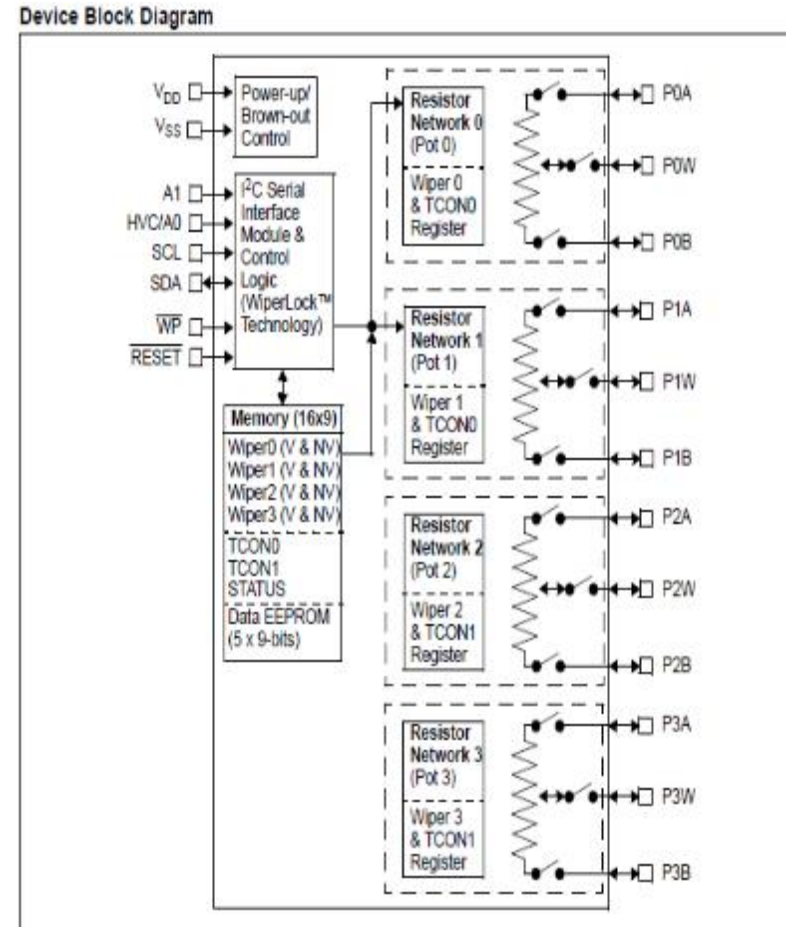 Device Block Diagram
VDD
VSS
Power-up/
Brown-out
Control
A1
HVC/A0
SCL
SDA
WP
RESET
I2C Serial
Interface
Module &
Control
Logic
(WiperLock™
Technology)
Memory (16x9)
Wiper0 (V & NV)
Wiper1 (V & NV)
Wiper2 (V & NV)
Wiper3 (V & NV)
TCON0
TCON1
STATUS
Data EEPROM
(5 x 9-bits)
Resistor
Network 0
(Pot 0)
Wiper 0
& TCON0
Register
P0A
P0W
P0B
Resistor
Network 1
(Pot 1)
Wiper 1
& TCON0
Register
P1A
P1W
P1B
Resistor
Network 2
(Pot 2)
Wiper 2
& TCON1
Register
P2A
P2W
P2B
Resistor
Network 3
(Pot 3)
Wiper 3
& TCON1
Register
P3A
P3W
P3B